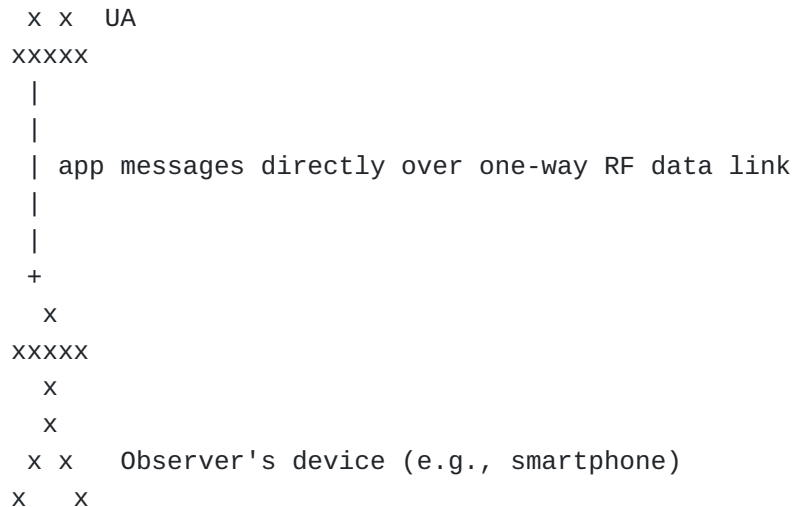 x x  UA
xxxxx
 |
 |
 | app messages directly over one-way RF data link
 |
 |
 +
  x
xxxxx
  x
  x
 x x   Observer's device (e.g., smartphone)
x   x